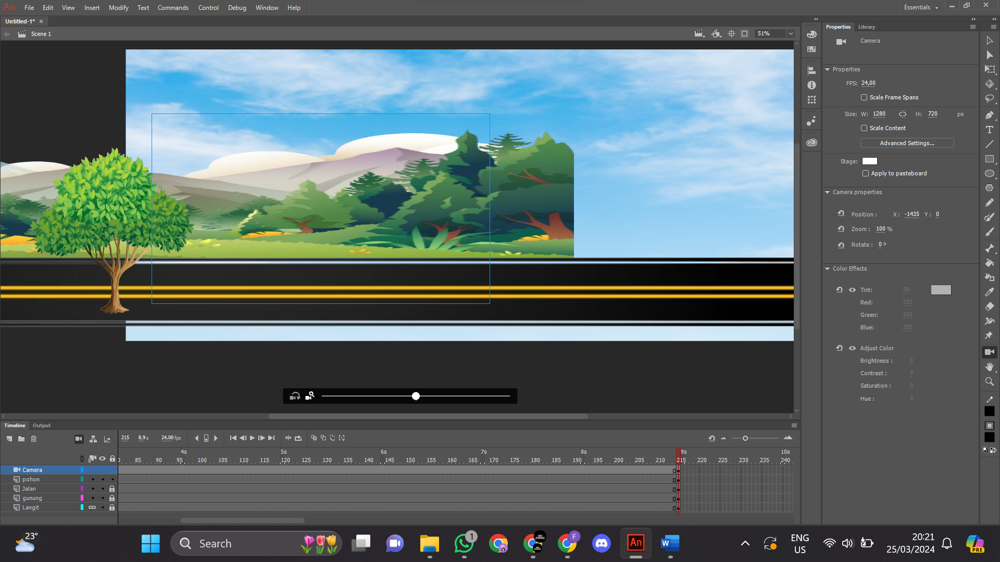 An File Edit View Insert Modify Text Commands Control Debug Window Help Essentials
Untitled-1* ×
Scene 1 51%
Properties Library
Camera
Properties
FPS: 24,00
Scale Frame Spans
Size: W: 1280 H: 720 px
Scale Content
Advanced Settings...
Stage:
Apply to pasteboard
Camera properties
Position : X : -1435 Y : 0
Zoom : 100 %
Rotate : 0 º
Color Effects
Tint: 50
Red: 255
Green: 255
Blue: 255
Adjust Color
Brightness : 0
Contrast : 0
Saturation : 0
Hue : 0
Timeline Output
215 8,9 s 24,00 fps
4s 5s 6s 7s 8s 9s 10s
85 90 95 100 105 110 115 120 125 130 135 140 145 150 155 160 165 170 175 180 185 190 195 200 205 210 215 220 225 230 235 240
Camera
pohon
Jalan
gunung
Langit
23°
Search
1
F
An
W
ENG
US
20:21
25/03/2024
PRE